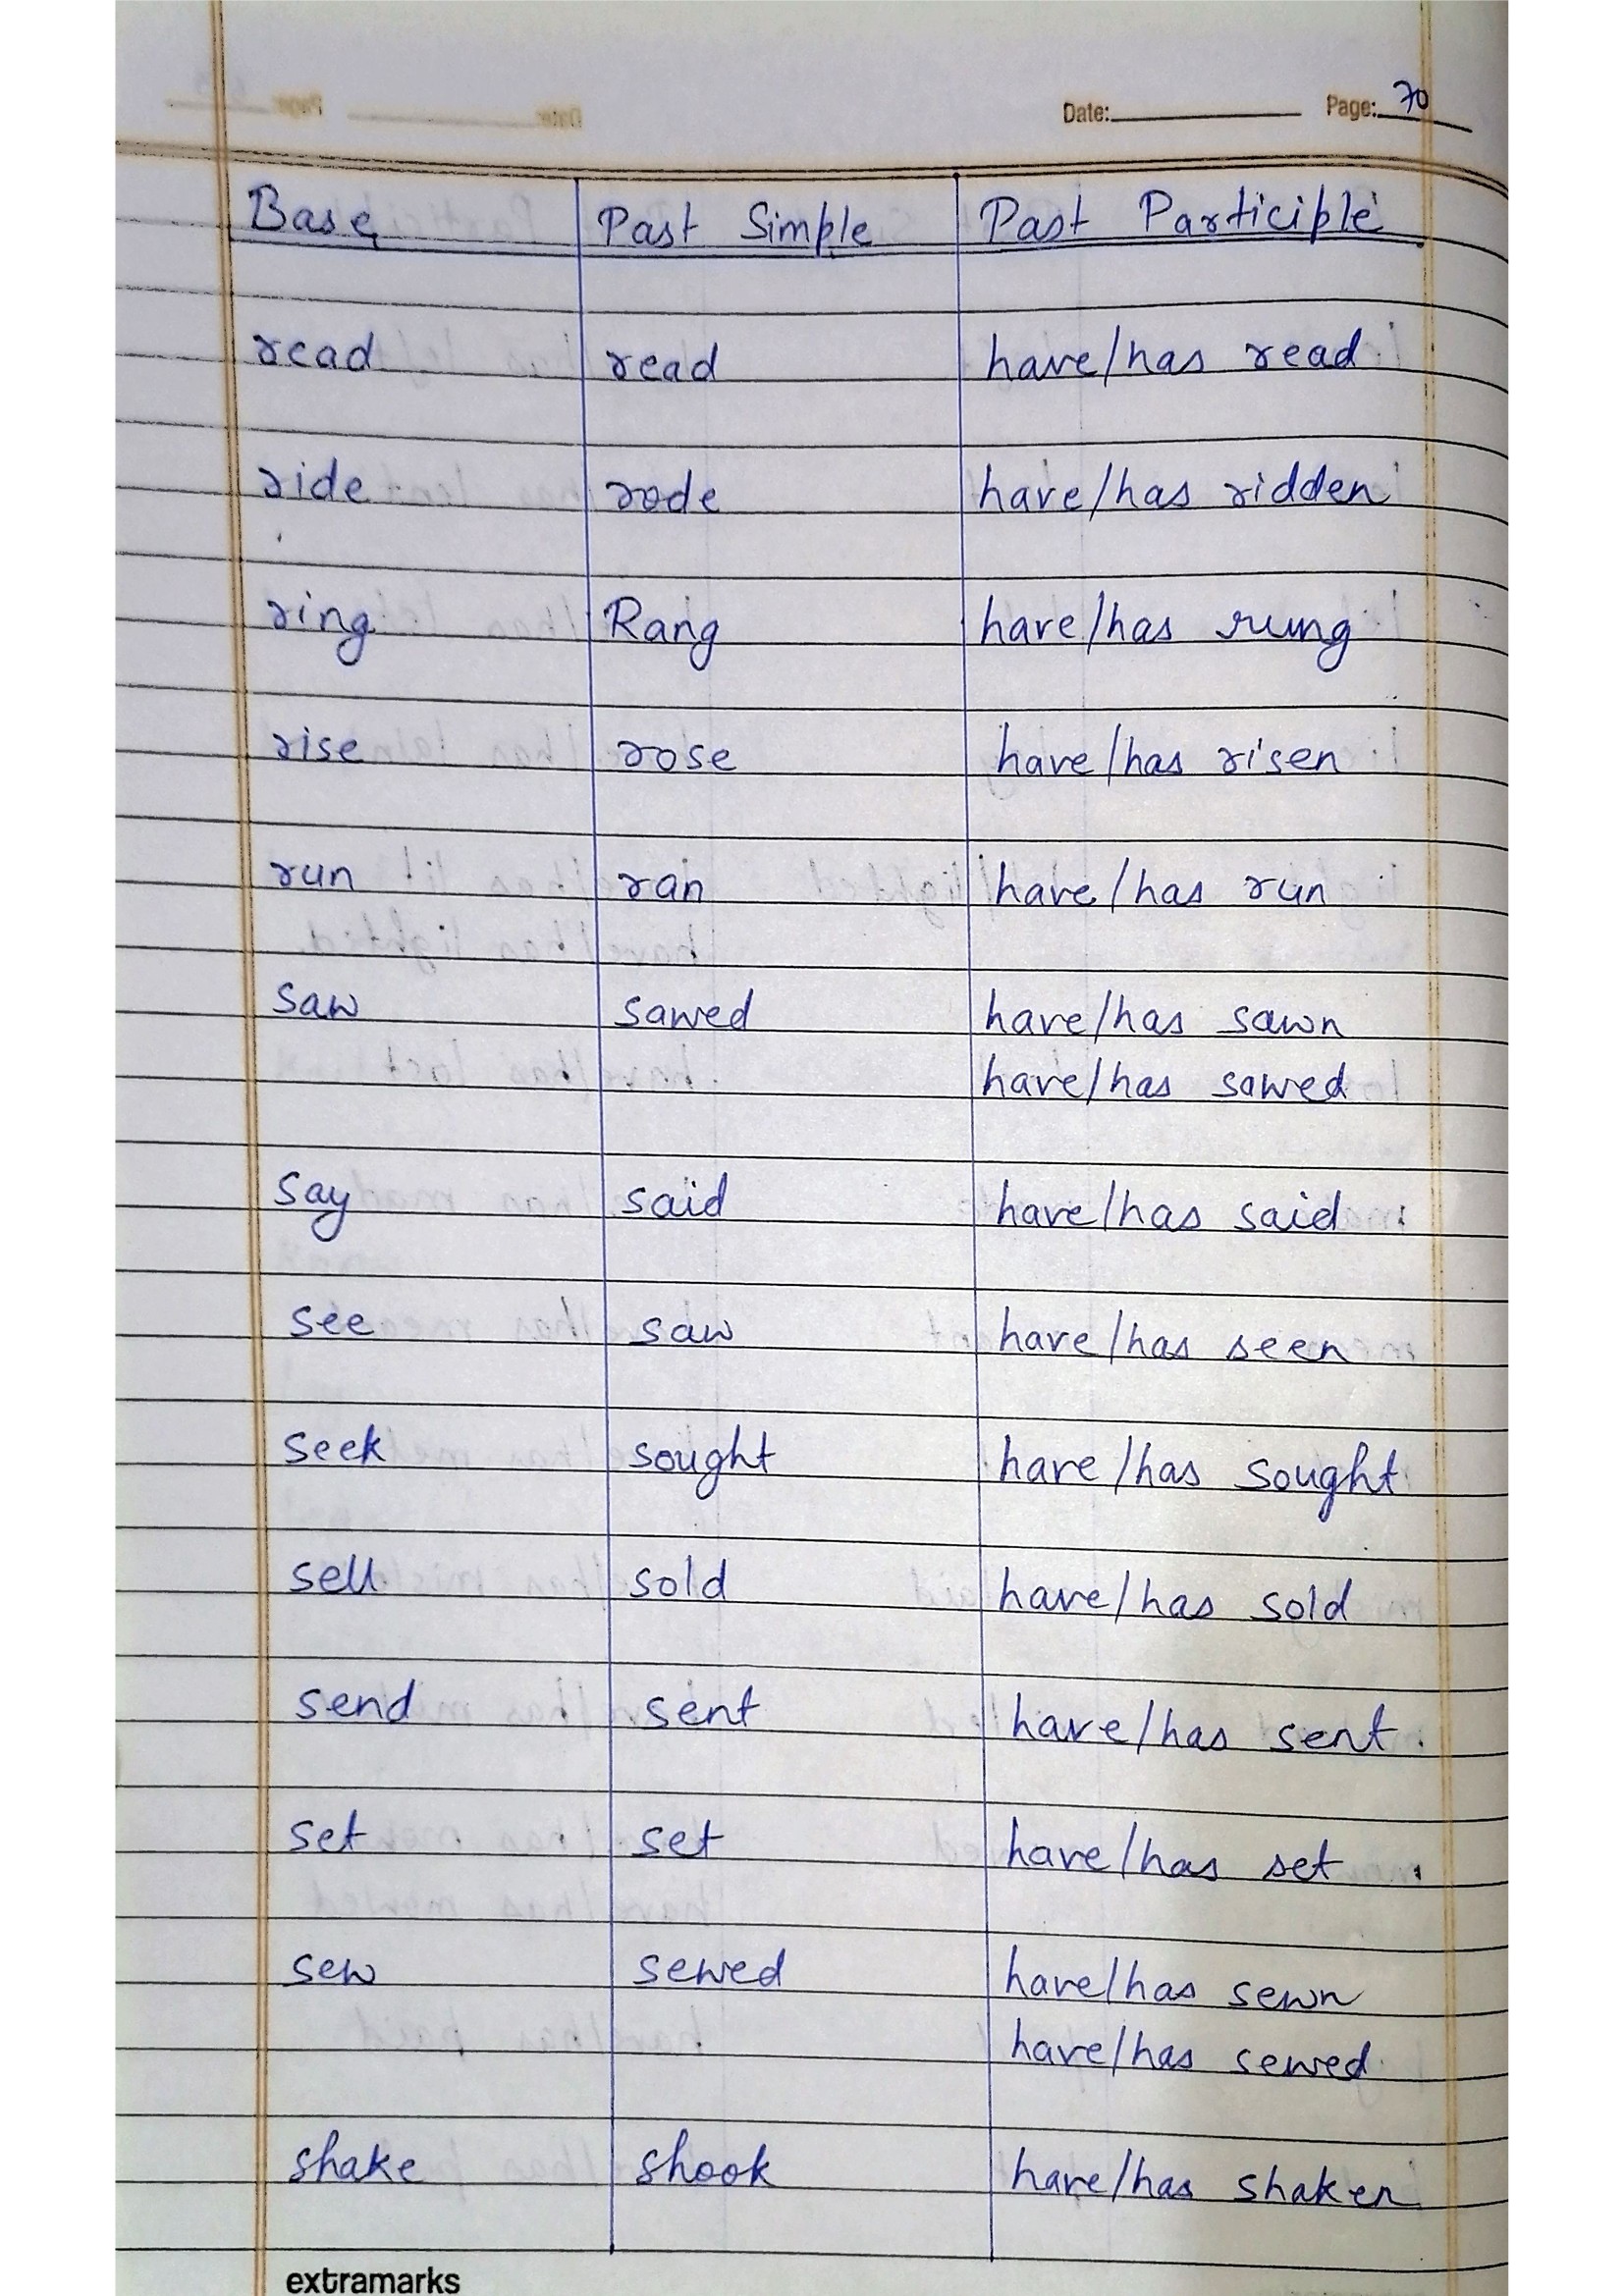 Date: Page: 70
Base Past Simple Past Participle
read read have/has read
ride rode have/has ridden
ring Rang have/has rung
rise rose have/has risen
run ran have/has run
saw sawed have/has sawn
have/has sawed
say said have/has said
see saw have/has seen
seek sought have/has sought
sell sold have/has sold
send sent have/has sent
set set have/has set
sew sewed have/has sewn
have/has sewed
shake shook have/has shaken
extramarks